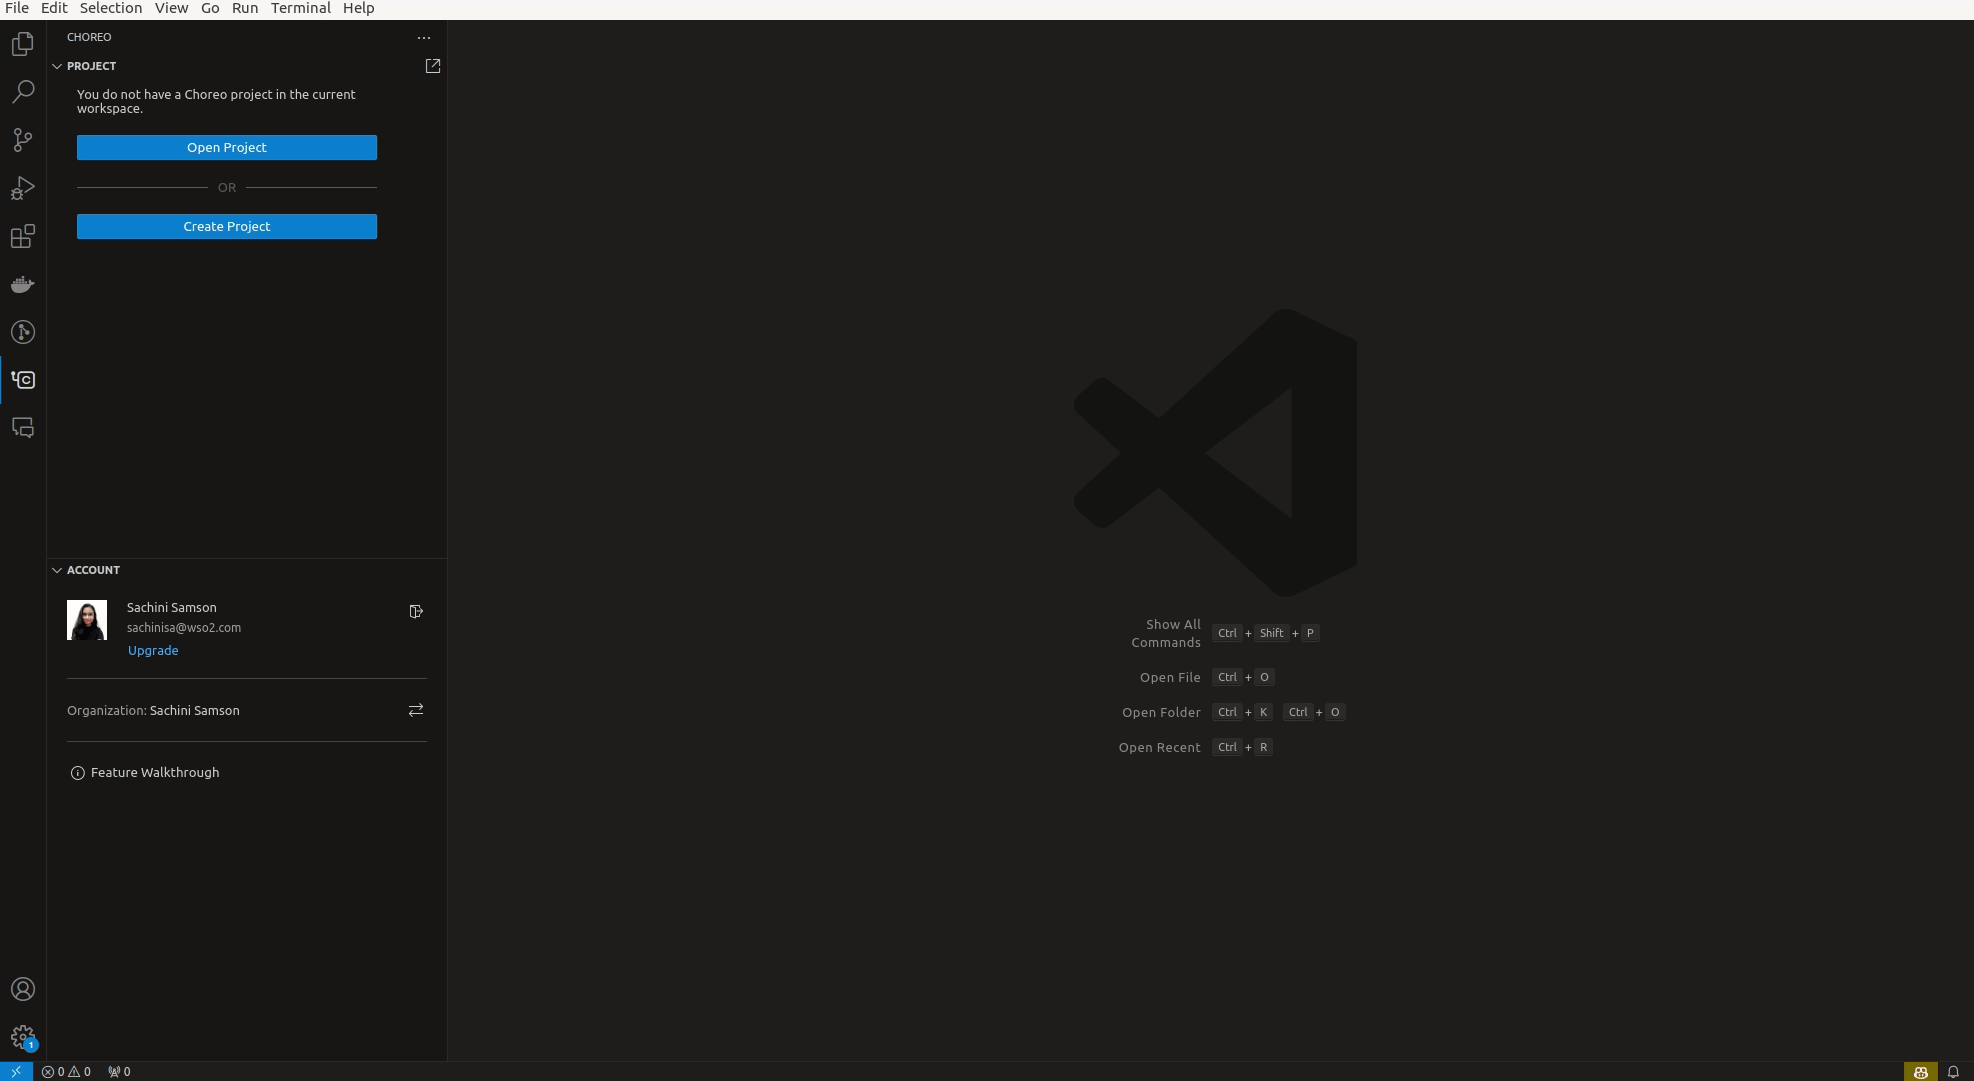 File Edit Selection View Go Run Terminal Help
CHOREO
PROJECT
You do not have a Choreo project in the current
workspace.
Open Project
OR
Create Project
ACCOUNT
Sachini Samson
sachinisa@wso2.com
Upgrade
Organization: Sachini Samson
Feature Walkthrough
Show All
Commands
Ctrl + Shift + P
Open File Ctrl + O
Open Folder Ctrl + K Ctrl + O
Open Recent Ctrl + R
1
0 0 0